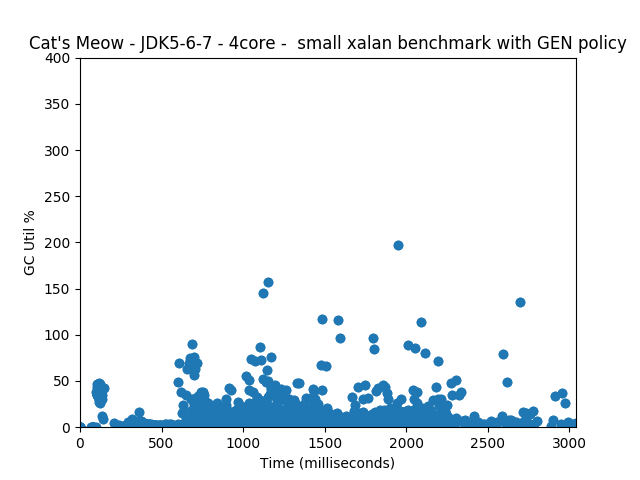 Cat's Meow - JDK5-6-7 - 4core -  small xalan benchmark with GEN policy
400
350
300
250
200
150
100
50
0
GC Util %
0 500 1000 1500 2000 2500 3000
Time (milliseconds)